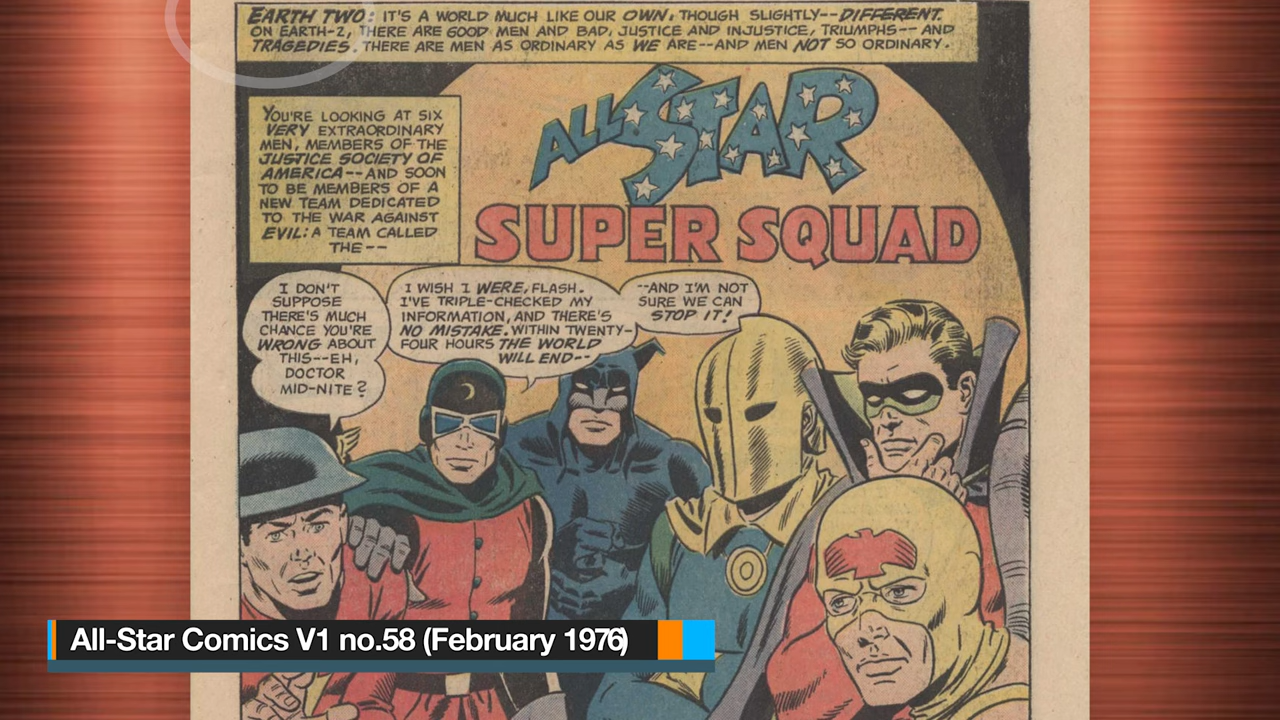 EARTH TWO: IT'S A WORLD MUCH LIKE OUR OWN, THOUGH SLIGHTLY--DIFFERENT.
ON EARTH-2, THERE ARE GOOD MEN AND BAD, JUSTICE AND INJUSTICE, TRIUMPHS--AND
TRAGEDIES. THERE ARE MEN AS ORDINARY AS WE ARE--AND MEN NOT SO ORDINARY.
YOU'RE LOOKING AT SIX
VERY EXTRAORDINARY
MEN, MEMBERS OF THE
JUSTICE SOCIETY OF
AMERICA--AND SOON
TO BE MEMBERS OF A
NEW TEAM DEDICATED
TO THE WAR AGAINST
EVIL: A TEAM CALLED
THE--
ALL STAR
SUPER SQUAD
I DON'T
SUPPOSE
THERE'S MUCH
CHANCE YOU'RE
WRONG ABOUT
THIS--EH,
DOCTOR
MID-NITE?
I WISH I WERE, FLASH.
I'VE TRIPLE-CHECKED MY
INFORMATION, AND THERE'S
NO MISTAKE. WITHIN TWENTY-
FOUR HOURS THE WORLD
WILL END--
--AND I'M NOT
SURE WE CAN
STOP IT!
All-Star Comics V1 no.58 (February 1976)